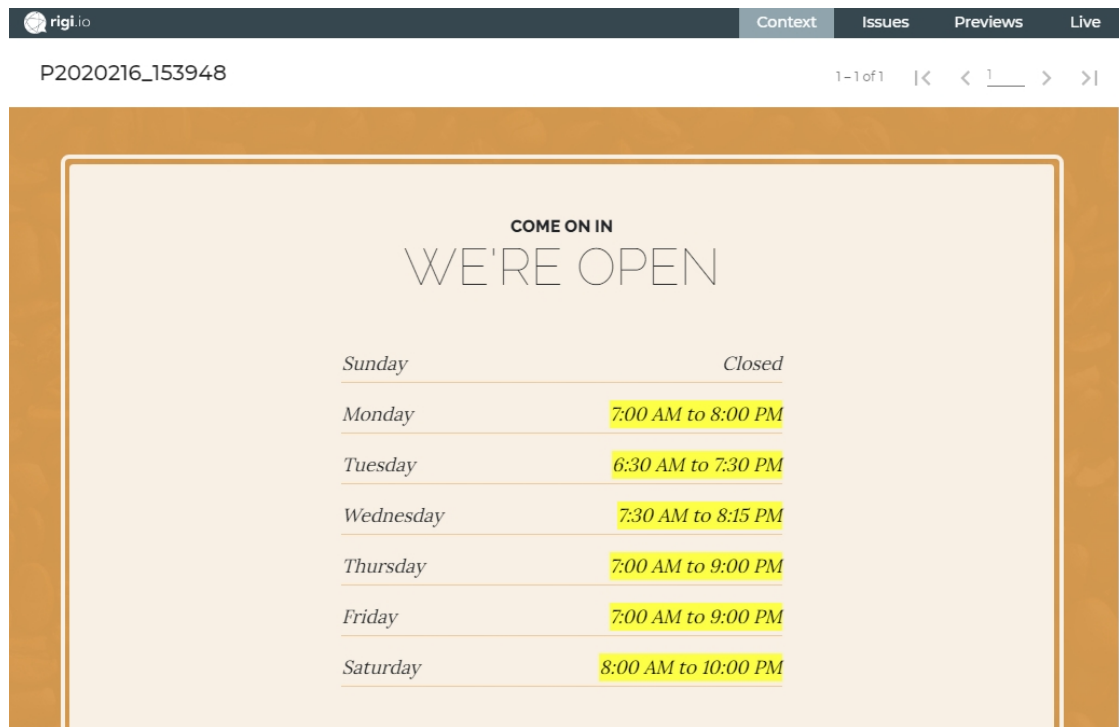 rigi.io
Context Issues Previews Live
P2020216_153948
1 – 1 of 1
1
COME ON IN
WE'RE OPEN
Sunday Closed
Monday 7:00 AM to 8:00 PM
Tuesday 6:30 AM to 7:30 PM
Wednesday 7:30 AM to 8:15 PM
Thursday 7:00 AM to 9:00 PM
Friday 7:00 AM to 9:00 PM
Saturday 8:00 AM to 10:00 PM